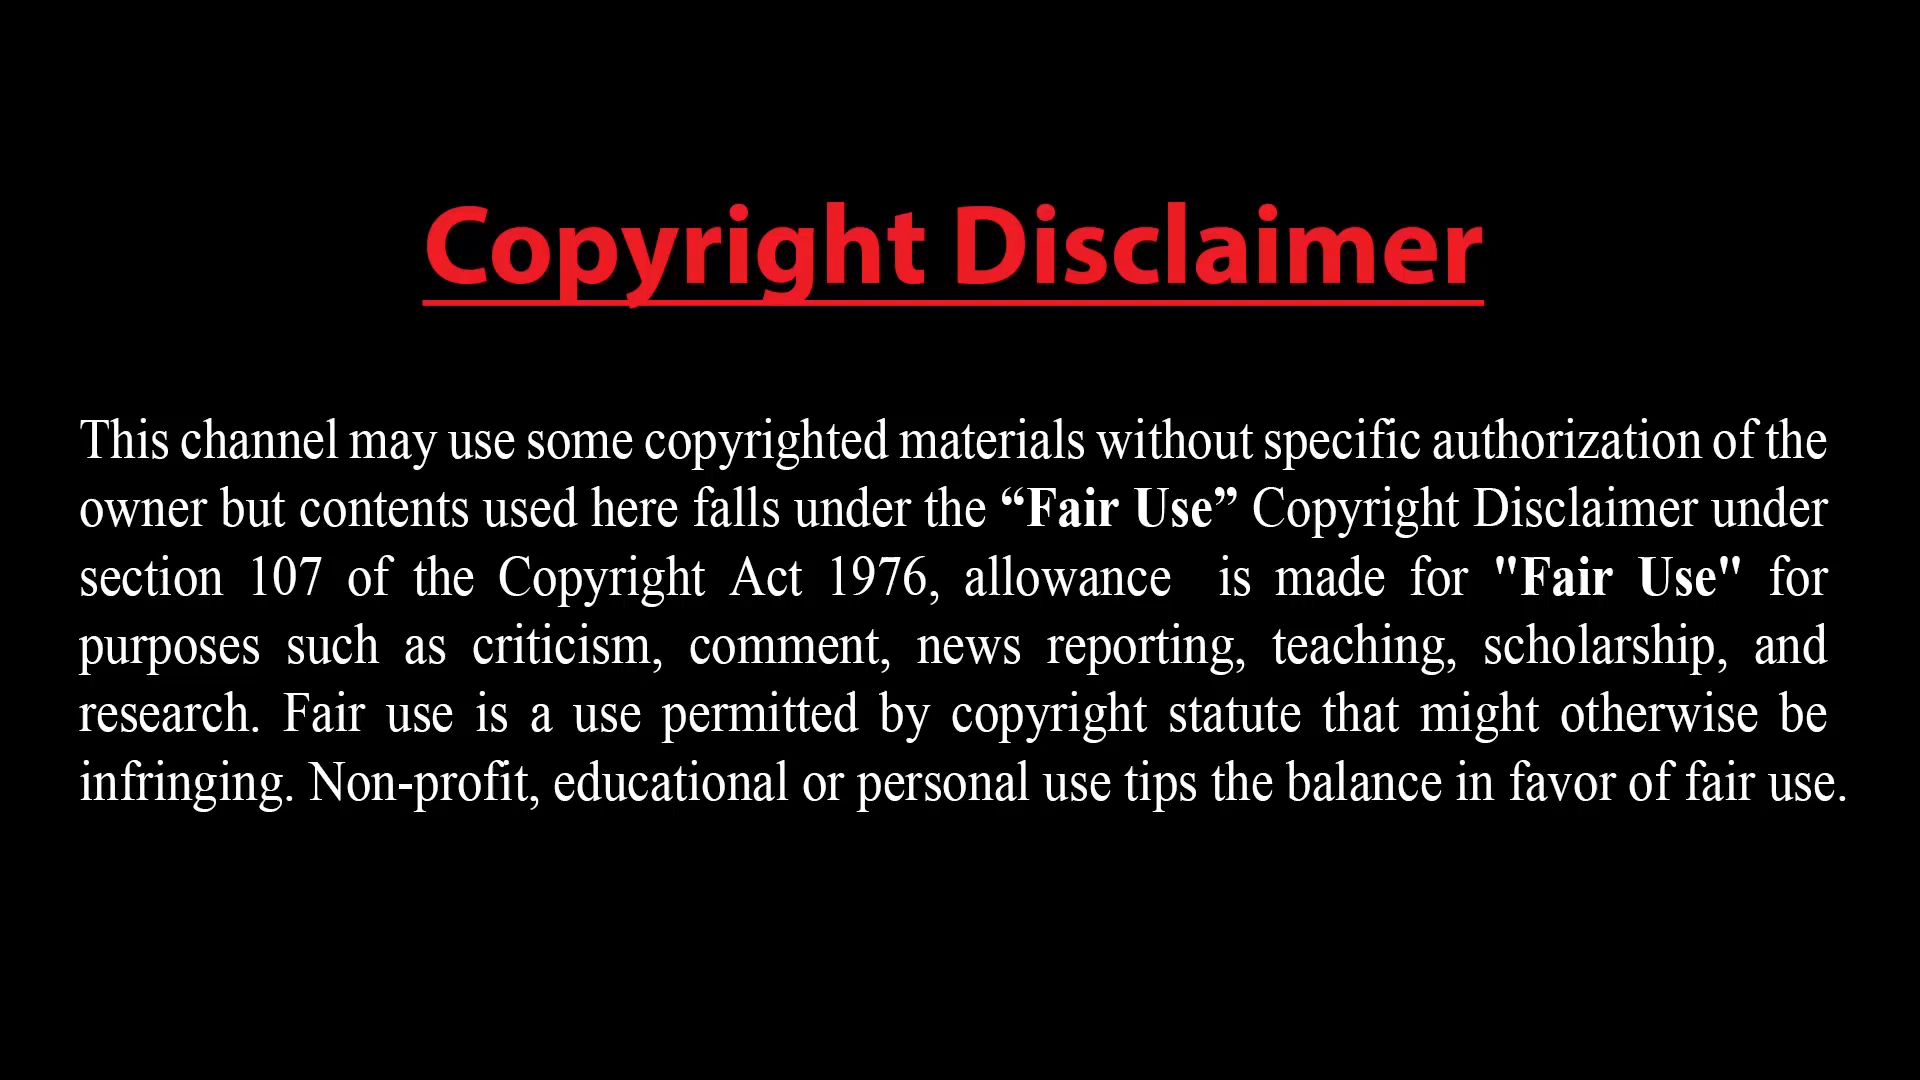 Copyright Disclaimer
This channel may use some copyrighted materials without specific authorization of the
owner but contents used here falls under the “Fair Use” Copyright Disclaimer under
section 107 of the Copyright Act 1976, allowance  is made for "Fair Use" for
purposes such as criticism, comment, news reporting, teaching, scholarship, and
research. Fair use is a use permitted by copyright statute that might otherwise be
infringing. Non-profit, educational or personal use tips the balance in favor of fair use.